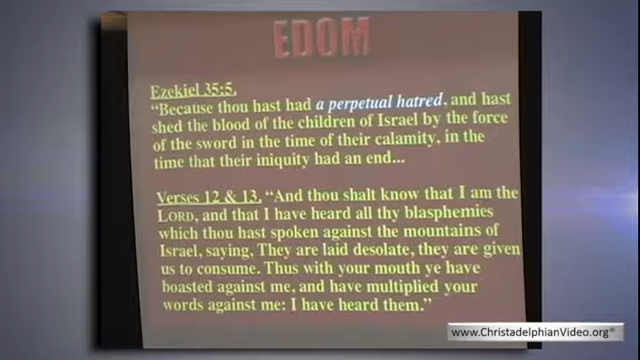 EDOM
Ezekiel 35:5.
“Because thou hast had a perpetual hatred, and hast
shed the blood of the children of Israel by the force
of the sword in the time of their calamity, in the
time that their iniquity had an end...
Verses 12 & 13. “And thou shalt know that I am the
LORD, and that I have heard all thy blasphemies
which thou hast spoken against the mountains of
Israel, saying, They are laid desolate, they are given
us to consume. Thus with your mouth ye have
boasted against me, and have multiplied your
words against me: I have heard them.”
www.ChristadelphianVideo.org®